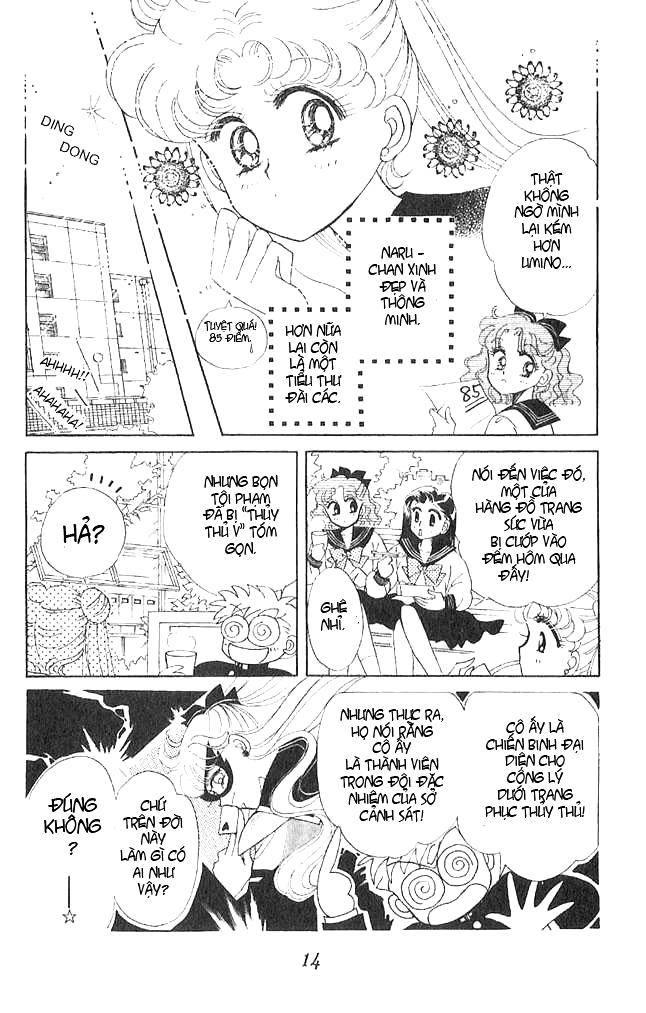 DING
DONG
AHHHH!!
AHAHAHA!
THẬT
KHÔNG
NGỜ MÌNH
LẠI KÉM
HƠN
UMINO...
NARU -
CHAN XINH
ĐẸP VÀ
THÔNG
MINH.
TUYỆT QUÁ!
85 ĐIỂM.
HƠN NỮA
LẠI CÒN
LÀ MỘT
TIỂU THƯ
ĐÀI CÁC.
85
NÓI ĐẾN VIỆC ĐÓ,
MỘT CỬA
HÀNG ĐỒ TRANG
SỨC VỪA
BỊ CƯỚP VÀO
ĐÊM HÔM QUA
ĐẤY!
GHÊ
NHỈ.
NHƯNG BỌN
TỘI PHẠM
ĐÃ BỊ "THỦY
THỦ V" TÓM
GỌN.
HẢ?
CÔ ẤY LÀ
CHIẾN BINH ĐẠI
DIỆN CHO
CÔNG LÝ
DƯỚI TRANG
PHỤC THỦY THỦ!
NHƯNG THỰC RA,
HỌ NÓI RẰNG
CÔ ẤY
LÀ THÀNH VIÊN
TRONG ĐỘI ĐẶC
NHIỆM CỦA SỞ
CẢNH SÁT!
CHỨ
TRÊN ĐỜI
NÀY
LÀM GÌ CÓ
AI NHƯ
VẬY?
ĐÚNG
KHÔNG
?
14